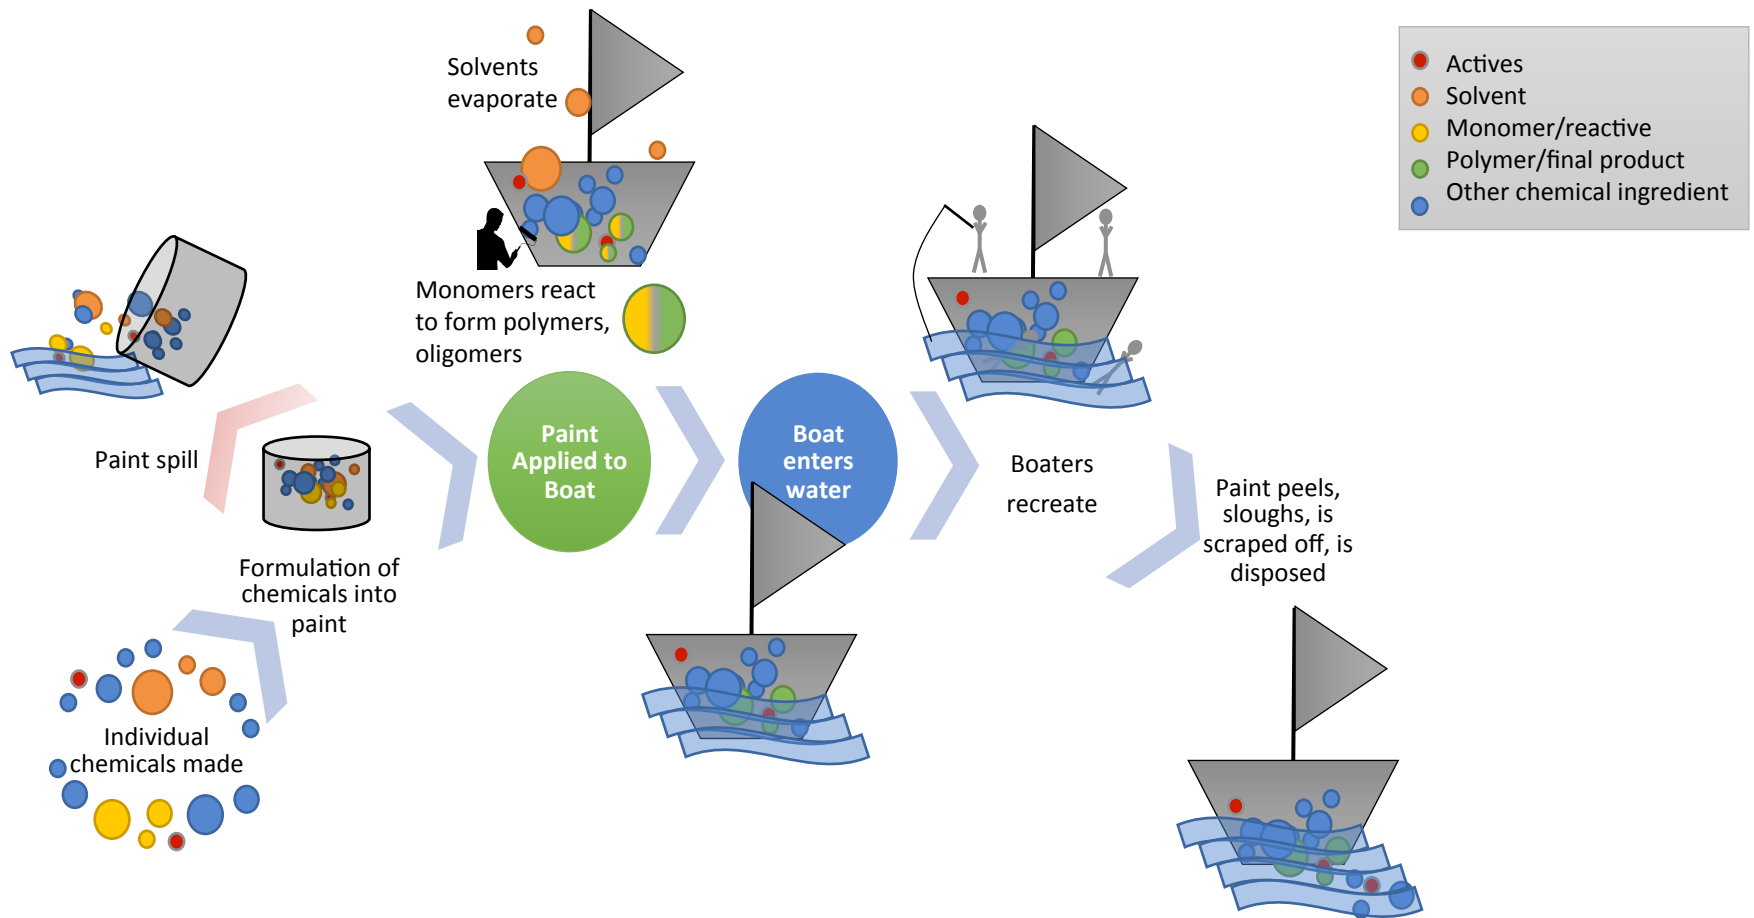 Solvents
evaporate
Actives
Solvent
Monomer/reactive
Polymer/final product
Other chemical ingredient
Monomers react
to form polymers,
oligomers
Paint spill
Paint
Applied to
Boat
Boat
enters
water
Boaters
recreate
Paint peels,
sloughs, is
scraped off, is
disposed
Formulation of
chemicals into
paint
Individual
chemicals made